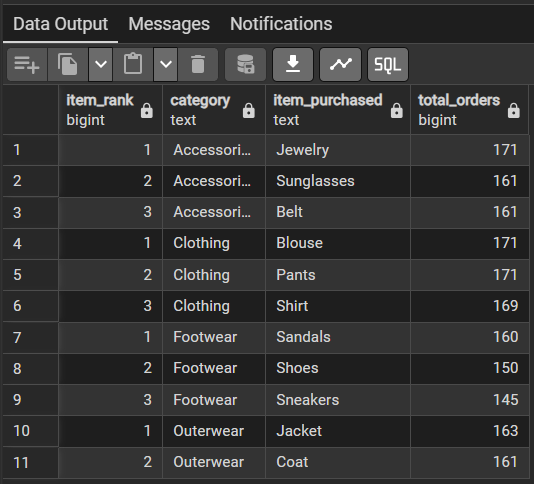 Data Output Messages Notifications
SQL
item_rank category item_purchased total_orders
bigint text text bigint
1 1 Accessori... Jewelry 171
2 2 Accessori... Sunglasses 161
3 3 Accessori... Belt 161
4 1 Clothing Blouse 171
5 2 Clothing Pants 171
6 3 Clothing Shirt 169
7 1 Footwear Sandals 160
8 2 Footwear Shoes 150
9 3 Footwear Sneakers 145
10 1 Outerwear Jacket 163
11 2 Outerwear Coat 161